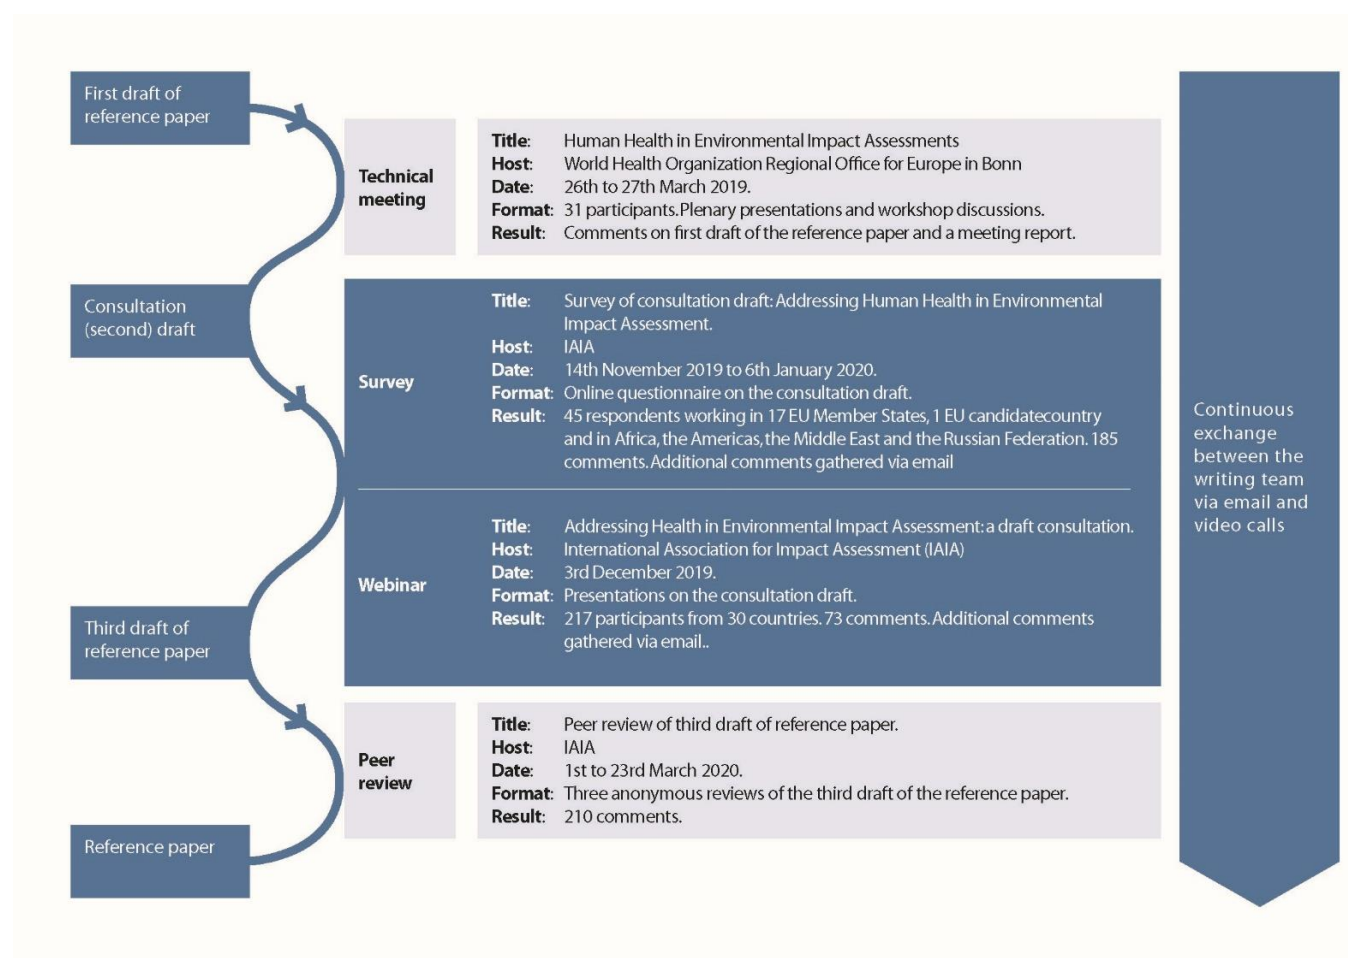 First draft of
reference paper
Technical
meeting
Title: Human Health in Environmental Impact Assessments
Host: World Health Organization Regional Office for Europe in Bonn
Date: 26th to 27th March 2019.
Format: 31 participants. Plenary presentations and workshop discussions.
Result: Comments on first draft of the reference paper and a meeting report.
Consultation
(second) draft
Survey
Title: Survey of consultation draft: Addressing Human Health in Environmental
Impact Assessment.
Host: IAIA
Date: 14th November 2019 to 6th January 2020.
Format: Online questionnaire on the consultation draft.
Result: 45 respondents working in 17 EU Member States, 1 EU candidatecountry
and in Africa, the Americas, the Middle East and the Russian Federation. 185
comments. Additional comments gathered via email
Webinar
Title: Addressing Health in Environmental Impact Assessment: a draft consultation.
Host: International Association for Impact Assessment (IAIA)
Date: 3rd December 2019.
Format: Presentations on the consultation draft.
Result: 217 participants from 30 countries. 73 comments. Additional comments
gathered via email..
Third draft of
reference paper
Peer
review
Title: Peer review of third draft of reference paper.
Host: IAIA
Date: 1st to 23rd March 2020.
Format: Three anonymous reviews of the third draft of the reference paper.
Result: 210 comments.
Reference paper
Continuous
exchange
between the
writing team
via email and
video calls